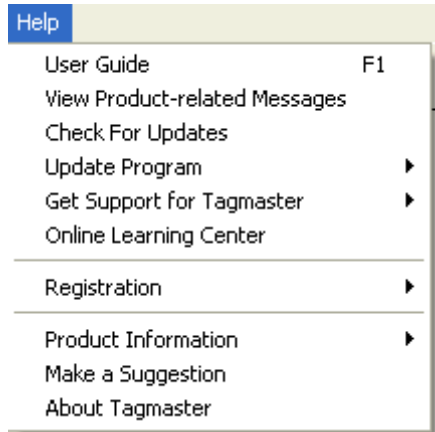 Help
User Guide F1
View Product-related Messages
Check For Updates
Update Program
Get Support for Tagmaster
Online Learning Center
Registration
Product Information
Make a Suggestion
About Tagmaster